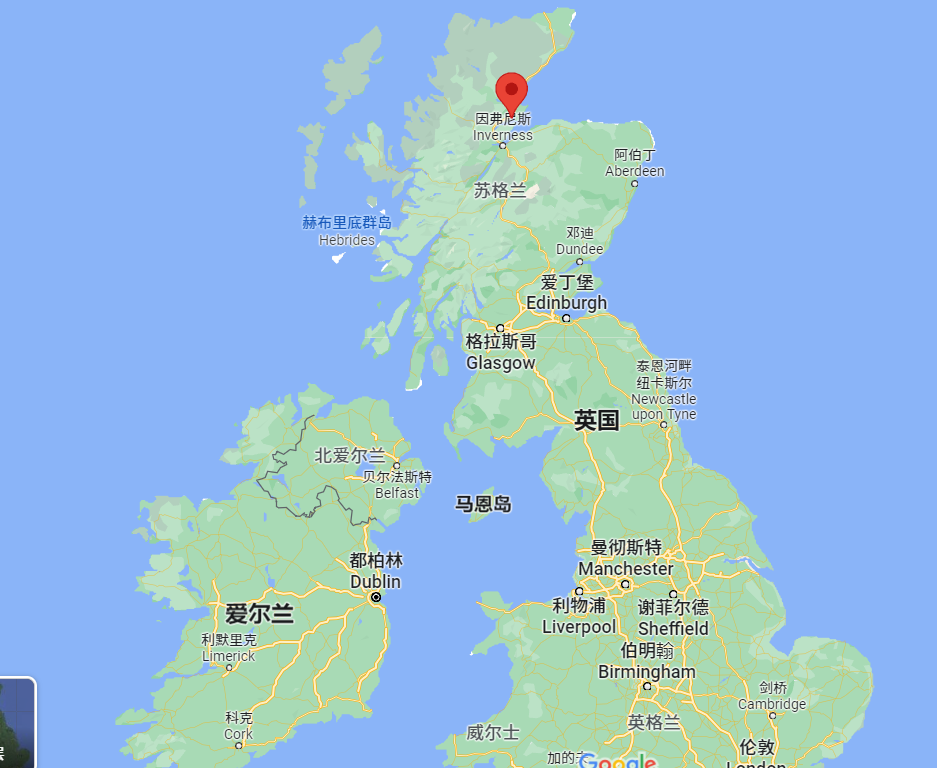 因弗尼斯
Inverness
阿伯丁
Aberdeen
苏格兰
赫布里底群岛
Hebrides
邓迪
Dundee
爱丁堡
Edinburgh
格拉斯哥
Glasgow
泰恩河畔
纽卡斯尔
Newcastle
upon Tyne
英国
北爱尔兰
贝尔法斯特
Belfast
马恩岛
曼彻斯特
Manchester
都柏林
Dublin
利物浦
Liverpool
谢菲尔德
Sheffield
爱尔兰
利默里克
Limerick
伯明翰
Birmingham
剑桥
Cambridge
科克
Cork
英格兰
威尔士
伦敦
London
加的夫
Google